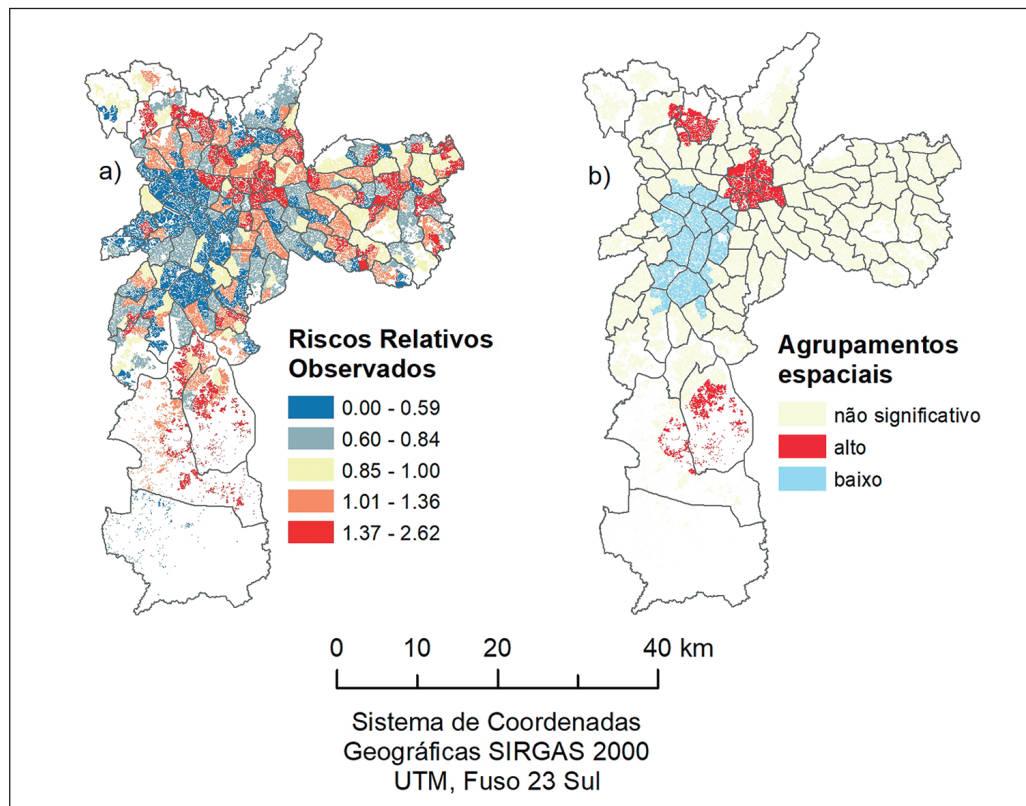 a)
Riscos Relativos
Observados
0.00 - 0.59
0.60 - 0.84
0.85 - 1.00
1.01 - 1.36
1.37 - 2.62
b)
Agrupamentos
espaciais
não significativo
alto
baixo
0 10 20 40 km
Sistema de Coordenadas
Geográficas SIRGAS 2000
UTM, Fuso 23 Sul